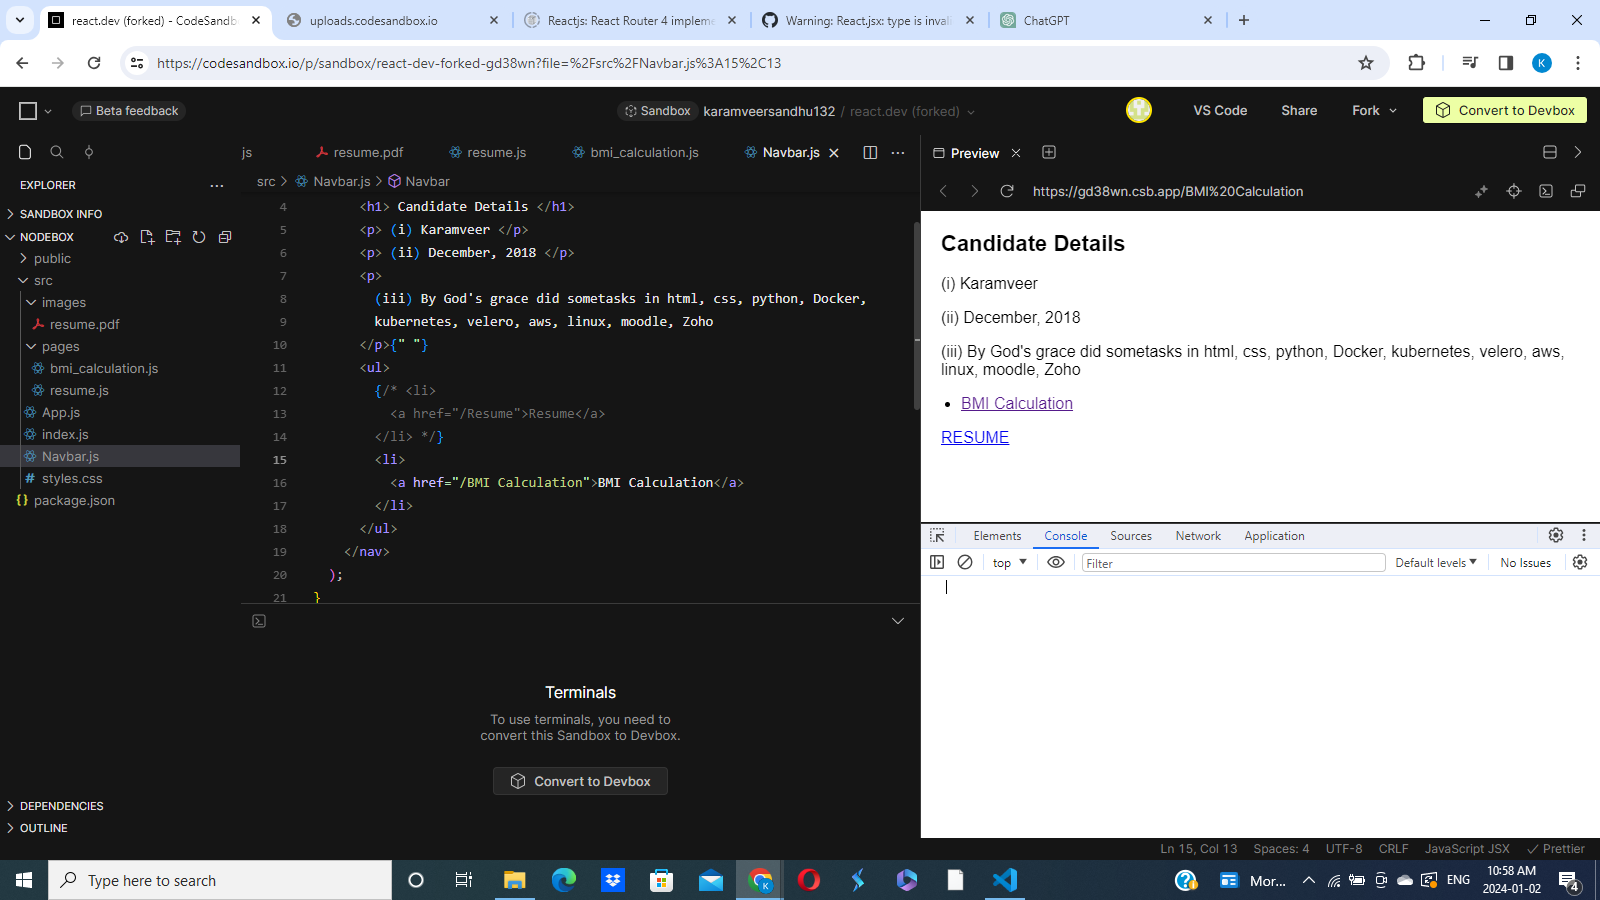 react.dev (forked) - CodeSandb
uploads.codesandbox.io
Reactjs: React Router 4 impleme
Warning: React.jsx: type is invali
ChatGPT
https://codesandbox.io/p/sandbox/react-dev-forked-gd38wn?file=%2Fsrc%2FNavbar.js%3A15%2C13
K
Beta feedback
Sandbox karamveersandhu132 / react.dev (forked)
VS Code
Share
Fork
Convert to Devbox
js
resume.pdf
resume.js
bmi_calculation.js
Navbar.js
EXPLORER
SANDBOX INFO
NODEBOX
public
src
images
resume.pdf
pages
bmi_calculation.js
resume.js
App.js
index.js
Navbar.js
styles.css
package.json
DEPENDENCIES
OUTLINE
src > Navbar.js > Navbar
4 <h1> Candidate Details </h1>
5 <p> (i) Karamveer </p>
6 <p> (ii) December, 2018 </p>
7 <p>
8 (iii) By God's grace did sometasks in html, css, python, Docker,
9 kubernetes, velero, aws, linux, moodle, Zoho
10 </p>{" "}
11 <ul>
12 {/* <li>
13 <a href="/Resume">Resume</a>
14 </li> */}
15 <li>
16 <a href="/BMI Calculation">BMI Calculation</a>
17 </li>
18 </ul>
19 </nav>
20 );
21 }
Terminals
To use terminals, you need to
convert this Sandbox to Devbox.
Convert to Devbox
Preview
https://gd38wn.csb.app/BMI%20Calculation
Candidate Details
(i) Karamveer
(ii) December, 2018
(iii) By God's grace did sometasks in html, css, python, Docker, kubernetes, velero, aws,
linux, moodle, Zoho
BMI Calculation
RESUME
Elements
Console
Sources
Network
Application
top
Filter
Default levels
No Issues
Ln 15, Col 13
Spaces: 4
UTF-8
CRLF
JavaScript JSX
Prettier
Type here to search
K
Mor...
ENG
10:58 AM
2024-01-02
4